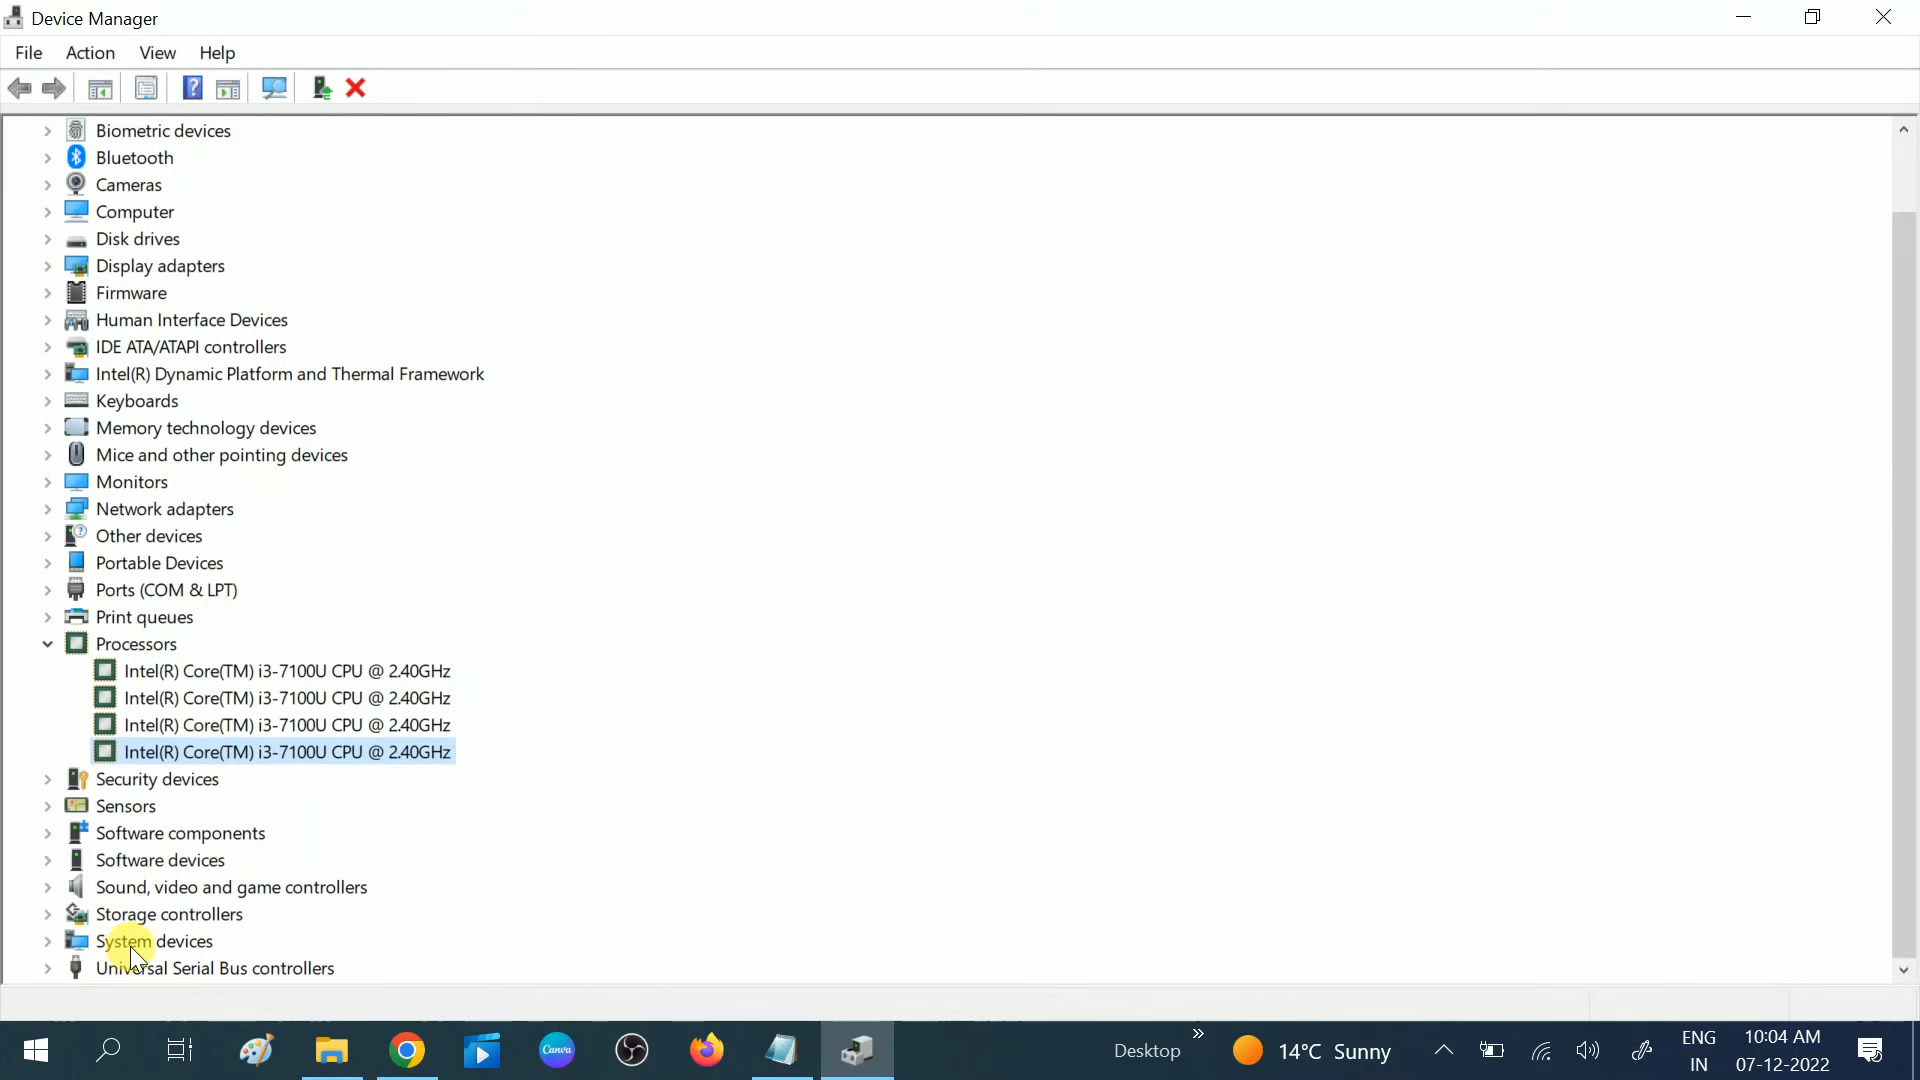 Device Manager
File Action View Help
Biometric devices
Bluetooth
Cameras
Computer
Disk drives
Display adapters
Firmware
Human Interface Devices
IDE ATA/ATAPI controllers
Intel(R) Dynamic Platform and Thermal Framework
Keyboards
Memory technology devices
Mice and other pointing devices
Monitors
Network adapters
Other devices
Portable Devices
Ports (COM & LPT)
Print queues
Processors
Intel(R) Core(TM) i3-7100U CPU @ 2.40GHz
Intel(R) Core(TM) i3-7100U CPU @ 2.40GHz
Intel(R) Core(TM) i3-7100U CPU @ 2.40GHz
Intel(R) Core(TM) i3-7100U CPU @ 2.40GHz
Security devices
Sensors
Software components
Software devices
Sound, video and game controllers
Storage controllers
System devices
Universal Serial Bus controllers
Canva
Desktop
14°C Sunny
ENG
IN
10:04 AM
07-12-2022